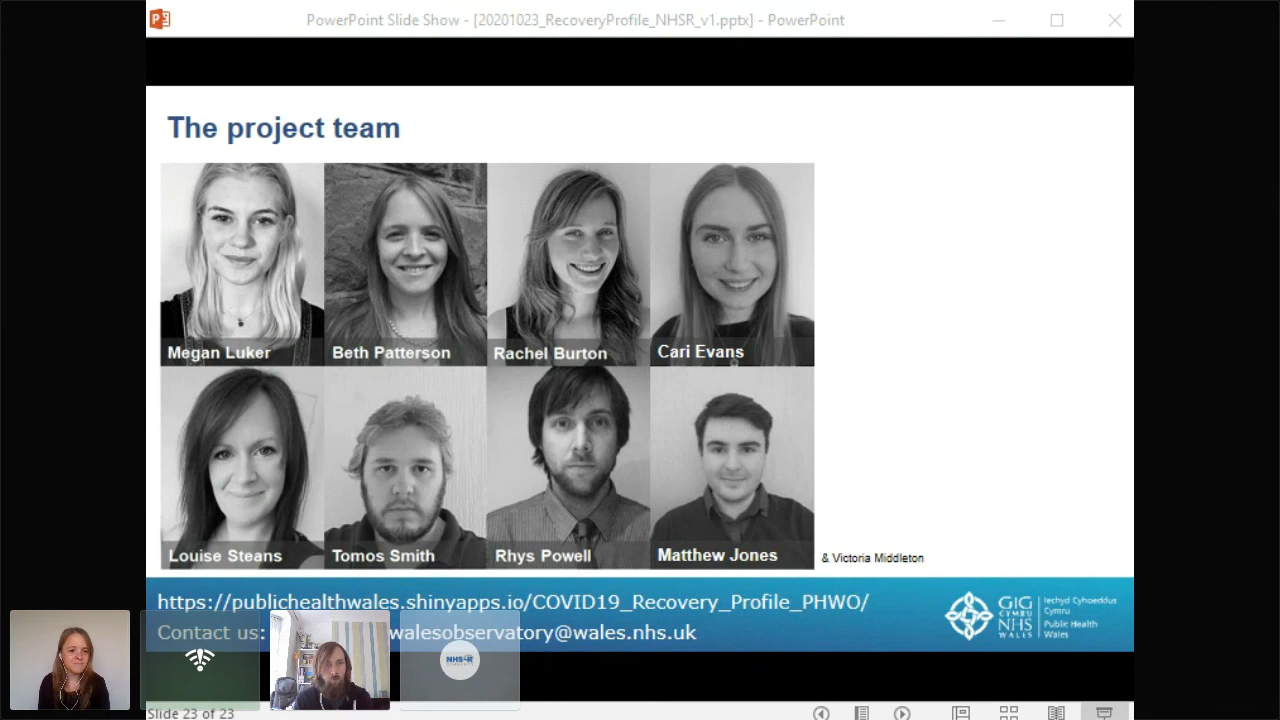 PowerPoint Slide Show - [20201023_RecoveryProfile_NHSR_v1.pptx] - PowerPoint
The project team
Megan Luker
Beth Patterson
Rachel Burton
Cari Evans
Louise Steans
Tomos Smith
Rhys Powell
Matthew Jones
& Victoria Middleton
https://publichealthwales.shinyapps.io/COVID19_Recovery_Profile_PHWO/
Contact us: walesobservatory@wales.nhs.uk
GIG
CYMRU
NHS
WALES
Iechyd Cyhoeddus
Cymru
Public Health
Wales
NHS-R
Slide 23 of 23